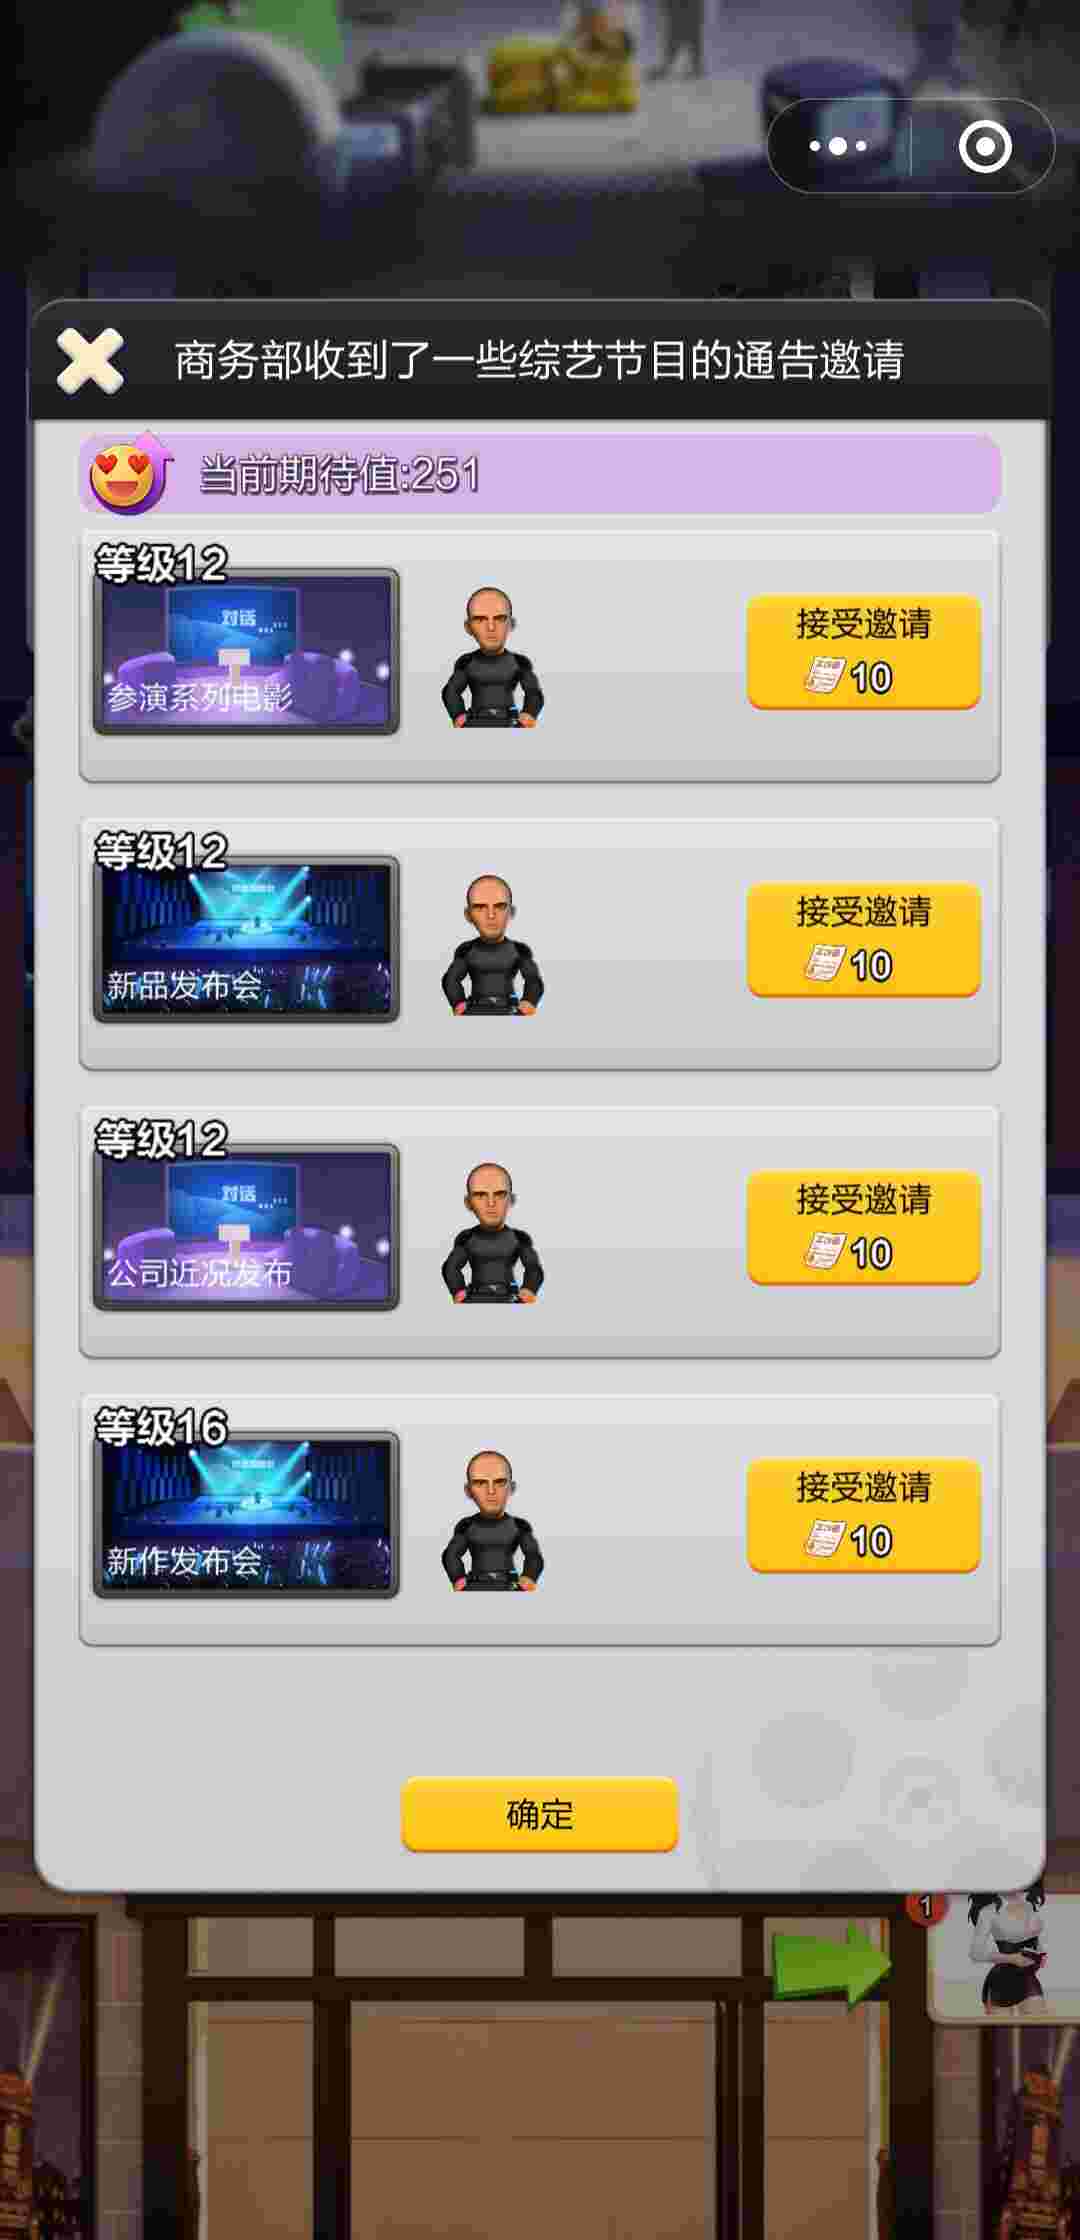 商务部收到了一些综艺节目的通告邀请
当前期待值:251
等级12
对话
参演系列电影
接受邀请
10
等级12
新品发布会
接受邀请
10
等级12
对话
公司近况发布
接受邀请
10
等级16
新作发布会
接受邀请
10
确定
1